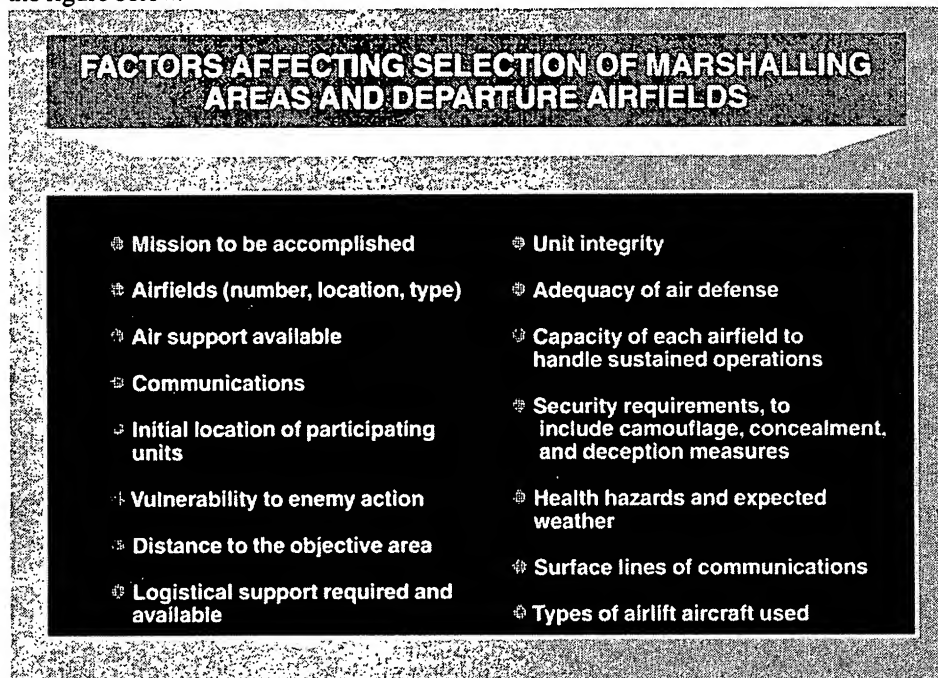 FACTORS AFFECTING SELECTION OF MARSHALLING
AREAS AND DEPARTURE AIRFIELDS
Mission to be accomplished
Airfields (number, location, type)
Air support available
Communications
Initial location of participating
units
Vulnerability to enemy action
Distance to the objective area
Logistical support required and
available
Unit integrity
Adequacy of air defense
Capacity of each airfield to
handle sustained operations
Security requirements, to
include camouflage, concealment,
and deception measures
Health hazards and expected
weather
Surface lines of communications
Types of airlift aircraft used